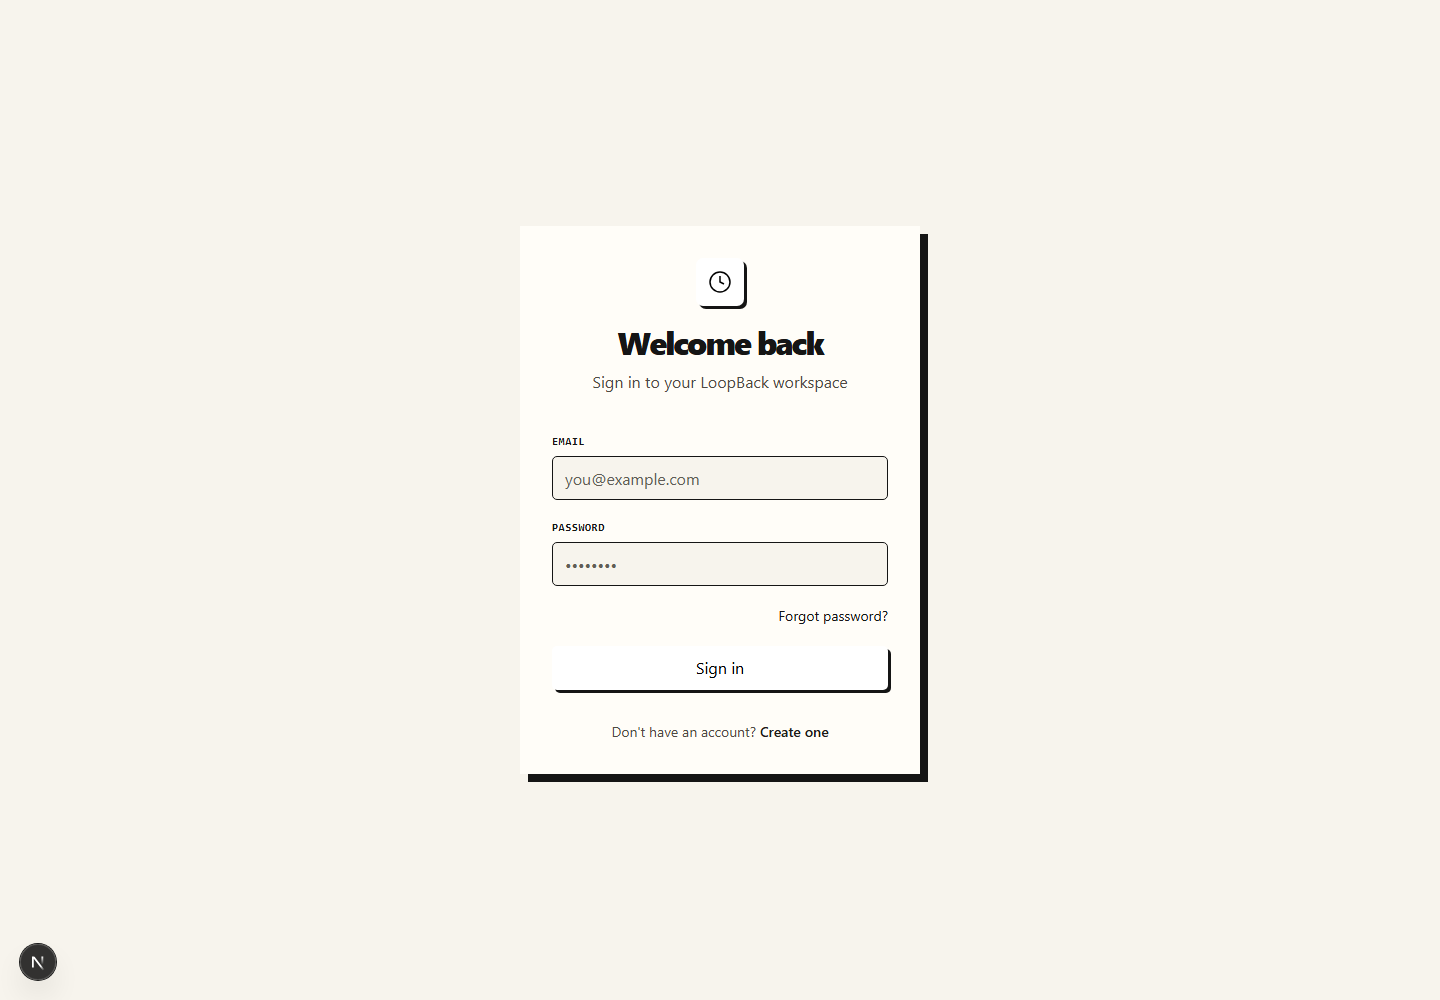 Welcome back
Sign in to your LoopBack workspace
EMAIL
you@example.com
PASSWORD
••••••••
Forgot password?
Sign in
Don't have an account? Create one
N